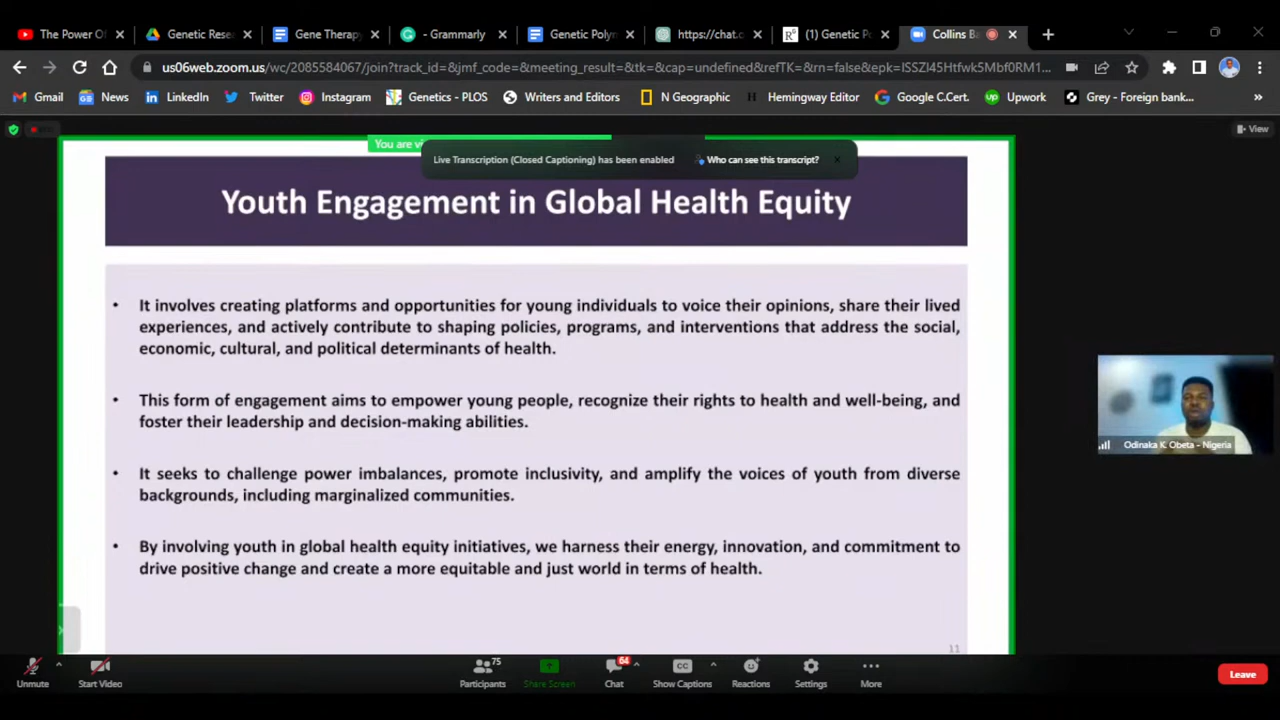 The Power Of
Genetic Resea
Gene Therapy
- Grammarly
Genetic Polym
https://chat.c
(1) Genetic Po
Collins Ba
us06web.zoom.us/wc/2085584067/join?track_id=&jmf_code=&meeting_result=&tk=&cap=undefined&refTK=&rn=false&epk=ISSZI45Htfwk5Mbf0RM1...
Gmail
News
LinkedIn
Twitter
Instagram
Genetics - PLOS
Writers and Editors
N Geographic
Hemingway Editor
Google C.Cert.
Upwork
Grey - Foreign bank...
View
You are vi
Live Transcription (Closed Captioning) has been enabled
Who can see this transcript?
Youth Engagement in Global Health Equity
• It involves creating platforms and opportunities for young individuals to voice their opinions, share their lived
experiences, and actively contribute to shaping policies, programs, and interventions that address the social,
economic, cultural, and political determinants of health.
• This form of engagement aims to empower young people, recognize their rights to health and well-being, and
foster their leadership and decision-making abilities.
• It seeks to challenge power imbalances, promote inclusivity, and amplify the voices of youth from diverse
backgrounds, including marginalized communities.
• By involving youth in global health equity initiatives, we harness their energy, innovation, and commitment to
drive positive change and create a more equitable and just world in terms of health.
11
Odinaka K. Obeta - Nigeria
Unmute
Start Video
75
Participants
Share Screen
64
Chat
CC
Show Captions
Reactions
Settings
More
Leave